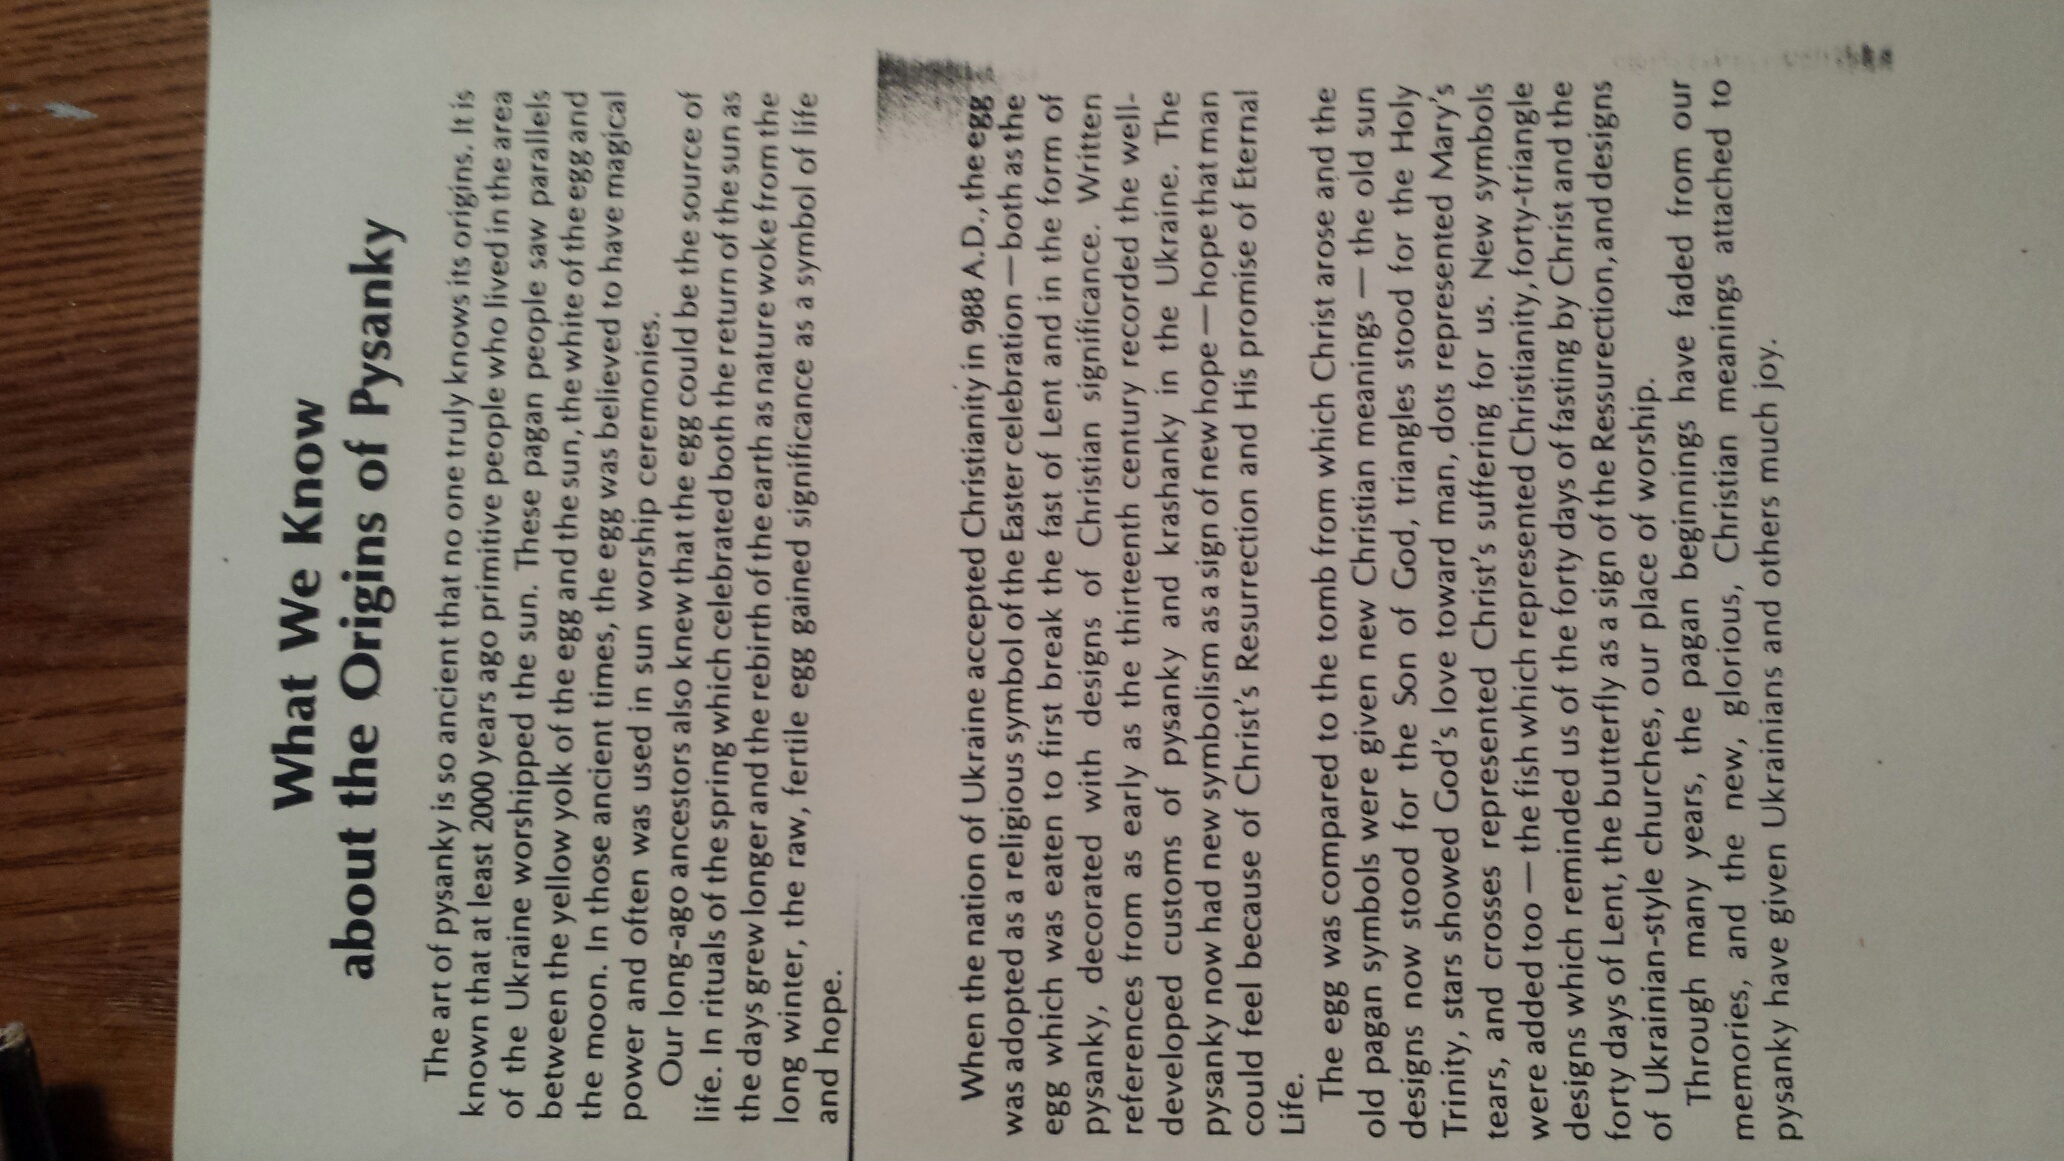 What We Know
about the Origins of Pysanky
The art of pysanky is so ancient that no one truly knows its origins. It is
known that at least 2000 years ago primitive people who lived in the area
of the Ukraine worshipped the sun. These pagan people saw parallels
between the yellow yolk of the egg and the sun, the white of the egg and
the moon. In those ancient times, the egg was believed to have magical
power and often was used in sun worship ceremonies.
Our long-ago ancestors also knew that the egg could be the source of
life. In rituals of the spring which celebrated both the return of the sun as
the days grew longer and the rebirth of the earth as nature woke from the
long winter, the raw, fertile egg gained significance as a symbol of life
and hope.
When the nation of Ukraine accepted Christianity in 988 A.D., the egg
was adopted as a religious symbol of the Easter celebration — both as the
egg which was eaten to first break the fast of Lent and in the form of
pysanky, decorated with designs of Christian significance. Written
references from as early as the thirteenth century recorded the well-
developed customs of pysanky and krashanky in the Ukraine. The
pysanky now had new symbolism as a sign of new hope — hope that man
could feel because of Christ's Resurrection and His promise of Eternal
Life.
The egg was compared to the tomb from which Christ arose and the
old pagan symbols were given new Christian meanings — the old sun
designs now stood for the Son of God, triangles stood for the Holy
Trinity, stars showed God's love toward man, dots represented Mary's
tears, and crosses represented Christ's suffering for us. New symbols
were added too — the fish which represented Christianity, forty-triangle
designs which reminded us of the forty days of fasting by Christ and the
forty days of Lent, the butterfly as a sign of the Ressurection, and designs
of Ukrainian-style churches, our place of worship.
Through many years, the pagan beginnings have faded from our
memories, and the new, glorious, Christian meanings attached to
pysanky have given Ukrainians and others much joy.